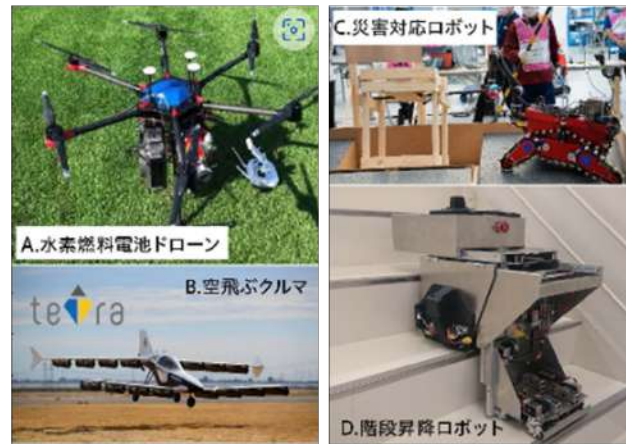 A.水素燃料電池ドローン
B.空飛ぶクルマ
teTra
C.災害対応ロボット
D.階段昇降ロボット